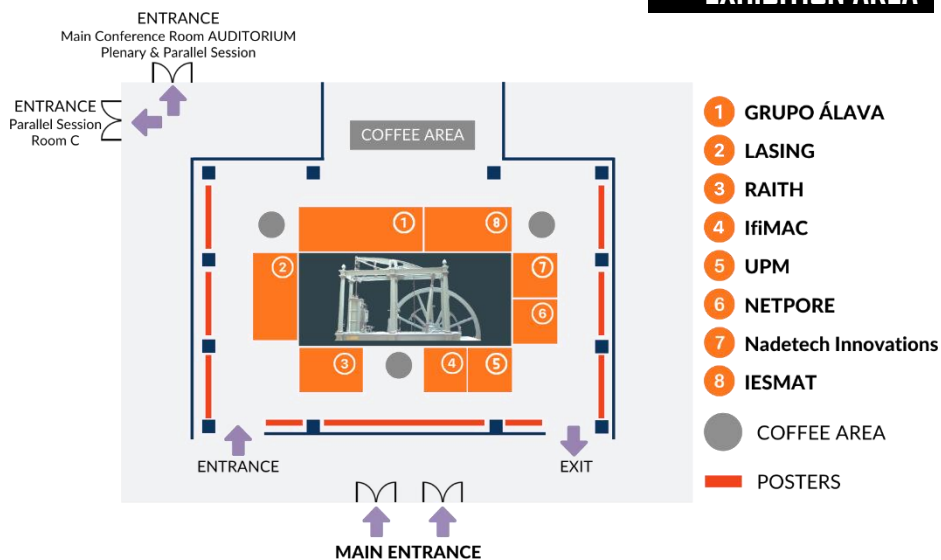 EXHIBITION AREA
ENTRANCE
Main Conference Room AUDITORIUM
Plenary & Parallel Session
ENTRANCE
Parallel Session
Room C
COFFEE AREA
1
8
2
7
6
3
4
5
ENTRANCE
EXIT
MAIN ENTRANCE
1 GRUPO ÁLAVA
2 LASING
3 RAITH
4 IfiMAC
5 UPM
6 NETPORE
7 Nadetech Innovations
8 IESMAT
COFFEE AREA
POSTERS